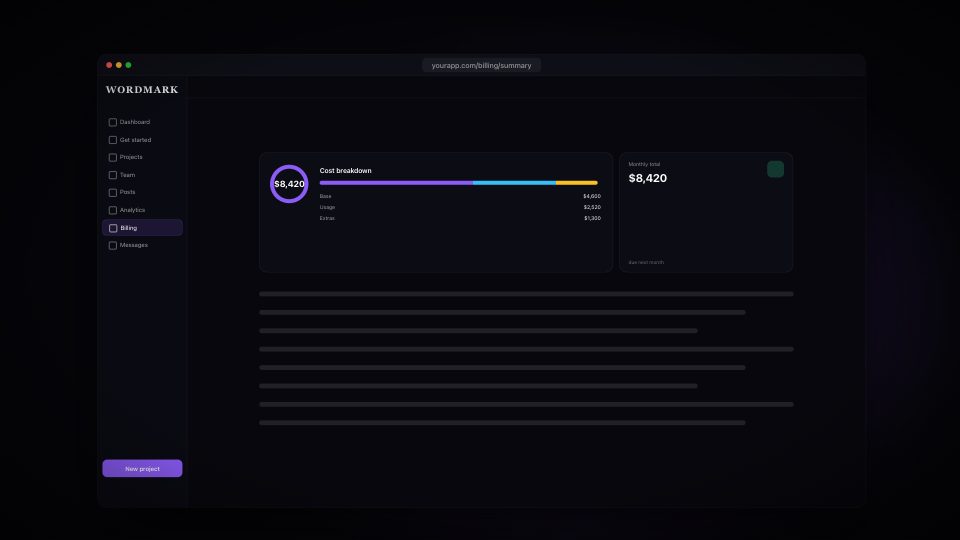 yourapp.com/billing/summary
WORDMARK
Dashboard
Get started
Projects
Team
Posts
Analytics
Billing
Messages
New project
$8,420
Cost breakdown
Base $4,600
Usage $2,520
Extras $1,300
Monthly total
$8,420
due next month